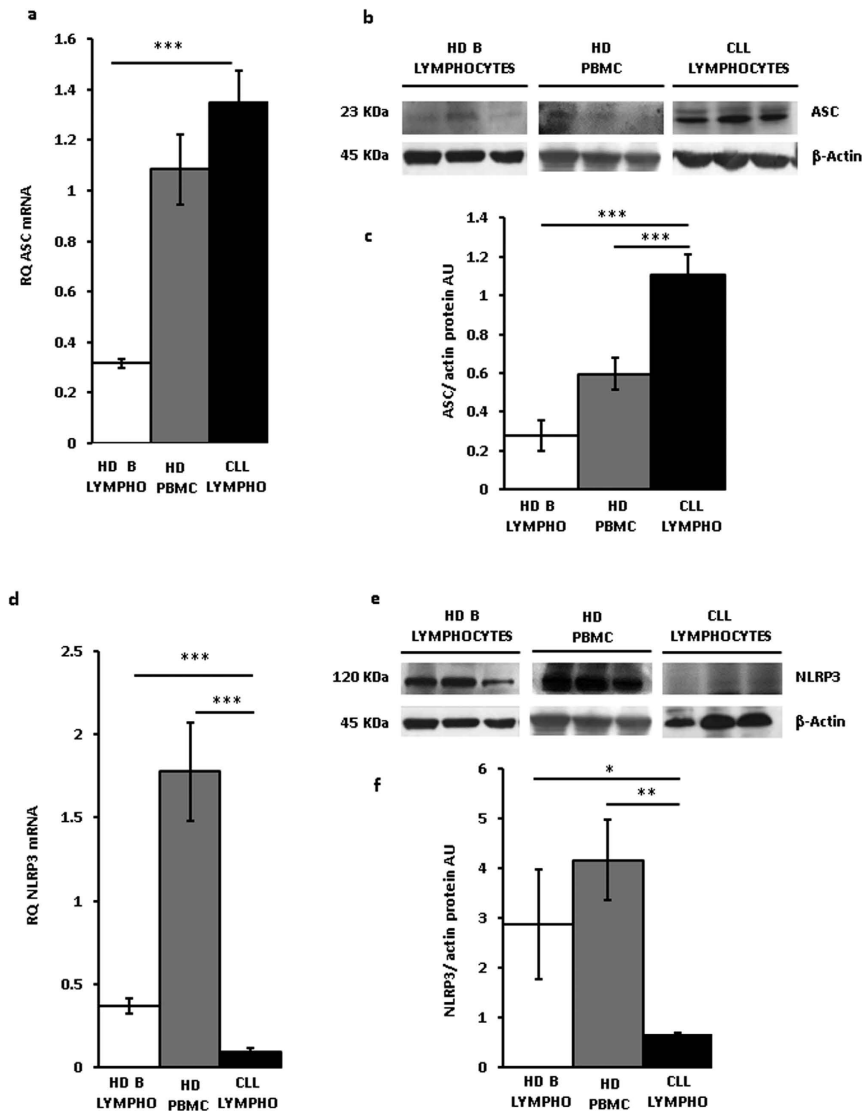 a
***
1.6
1.4
1.2
1
0.8
0.6
0.4
0.2
0
RQ ASC mRNA
HD B
LYMPHO
HD
PBMC
CLL
LYMPHO
b
HD B
LYMPHOCYTES
HD
PBMC
CLL
LYMPHOCYTES
23 KDa
ASC
45 KDa
β-Actin
c
***
***
1.4
1.2
1
0.8
0.6
0.4
0.2
0
ASC/ actin protein AU
HD B
LYMPHO
HD
PBMC
CLL
LYMPHO
d
***
***
2.5
2
1.5
1
0.5
0
RQ NLRP3 mRNA
HD B
LYMPHO
HD
PBMC
CLL
LYMPHO
e
HD B
LYMPHOCYTES
HD
PBMC
CLL
LYMPHOCYTES
120 KDa
NLRP3
45 KDa
β-Actin
f
*
**
6
5
4
3
2
1
0
NLRP3/ actin protein AU
HD B
LYMPHO
HD
PBMC
CLL
LYMPHO